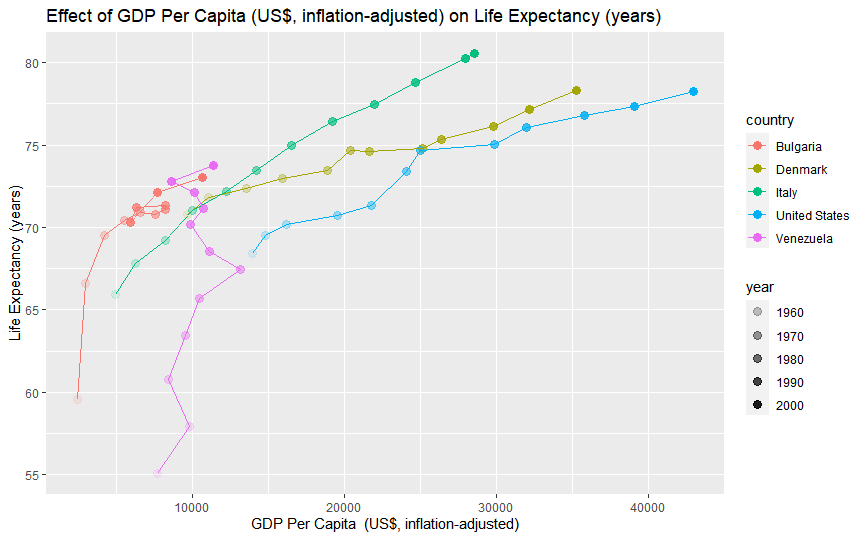 Effect of GDP Per Capita (US$, inflation-adjusted) on Life Expectancy (years)
80
75
70
65
60
55
Life Expectancy (years)
10000
20000
30000
40000
GDP Per Capita  (US$, inflation-adjusted)
country
Bulgaria
Denmark
Italy
United States
Venezuela
year
1960
1970
1980
1990
2000